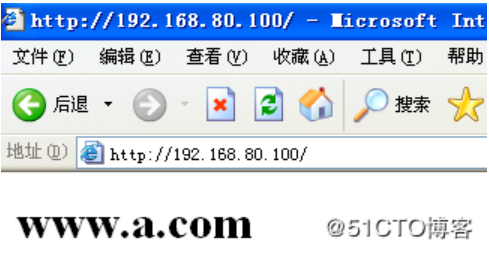 http://192.168.80.100/ - Microsoft Int
文件(F) 编辑(E) 查看(V) 收藏(A) 工具(T) 帮助
后退 搜索
地址(D) http://192.168.80.100/
www.a.com @51CTO博客